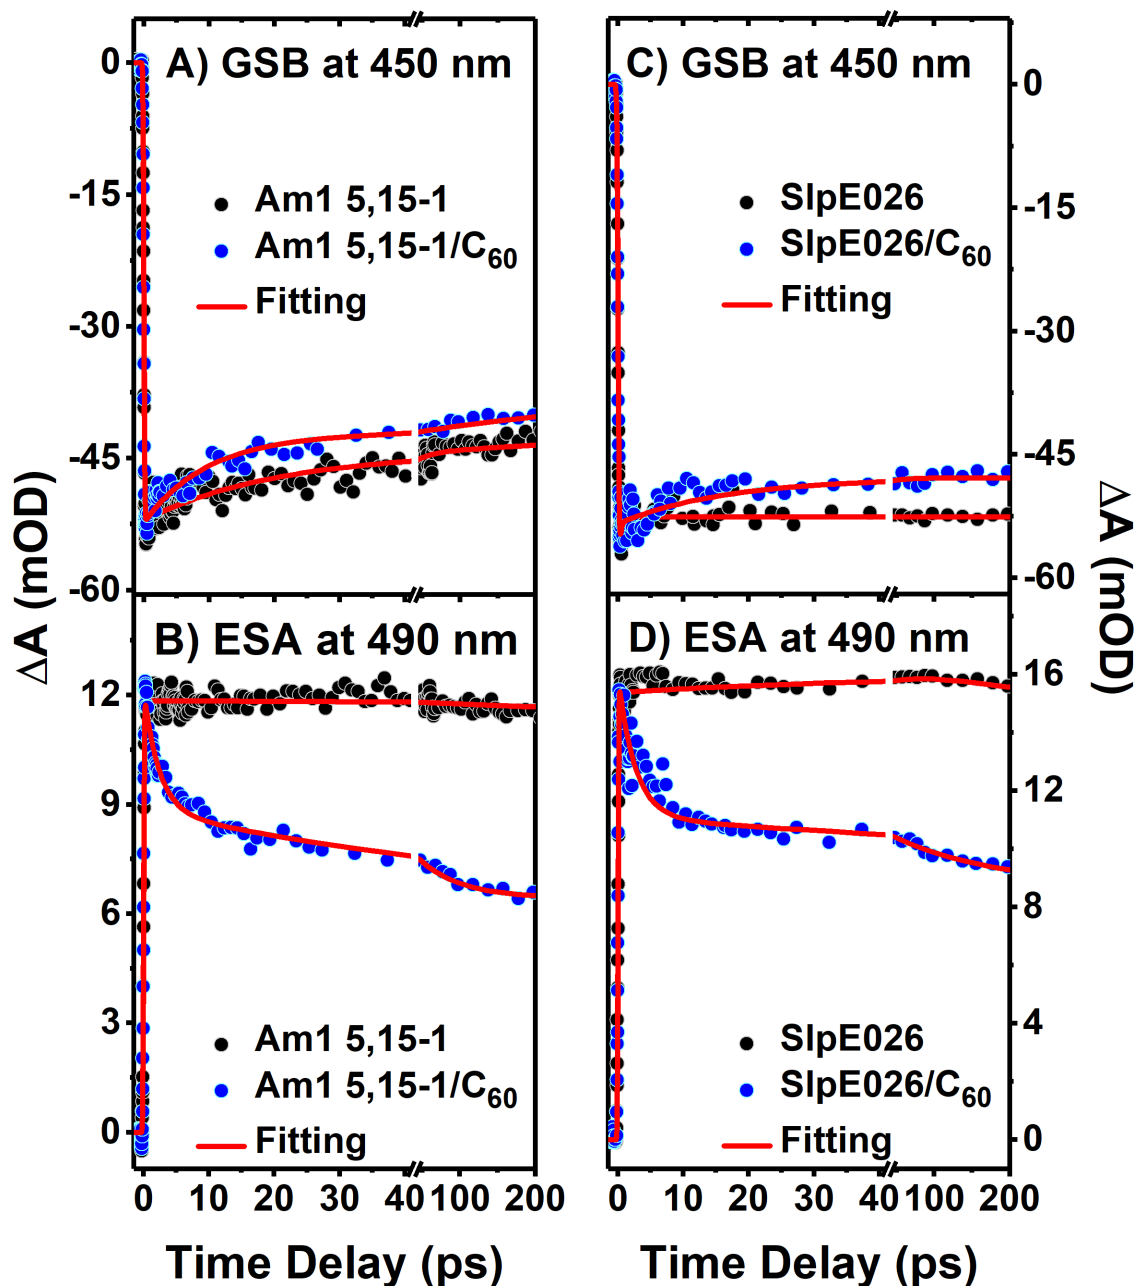 A) GSB at 450 nm
0
-15
-30
-45
-60
Am1 5,15-1
Am1 5,15-1/C₆₀
Fitting
C) GSB at 450 nm
0
-15
-30
-45
-60
SlpE026
SlpE026/C₆₀
Fitting
ΔA (mOD)
ΔA (mOD)
B) ESA at 490 nm
12
9
6
3
0
Am1 5,15-1
Am1 5,15-1/C₆₀
Fitting
D) ESA at 490 nm
16
12
8
4
0
SlpE026
SlpE026/C₆₀
Fitting
0 10 20 30 40 100 200
0 10 20 30 40 100 200
Time Delay (ps)
Time Delay (ps)